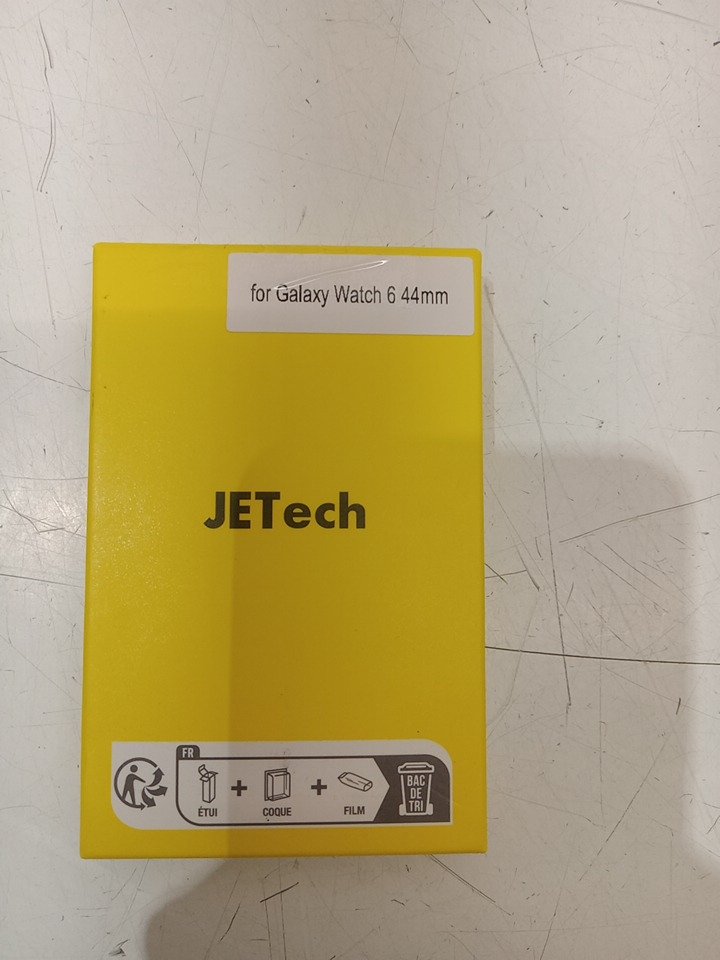 for Galaxy Watch 6 44mm
JETech
FR
ÉTUI + COQUE + FILM
BAC
DE
TRI